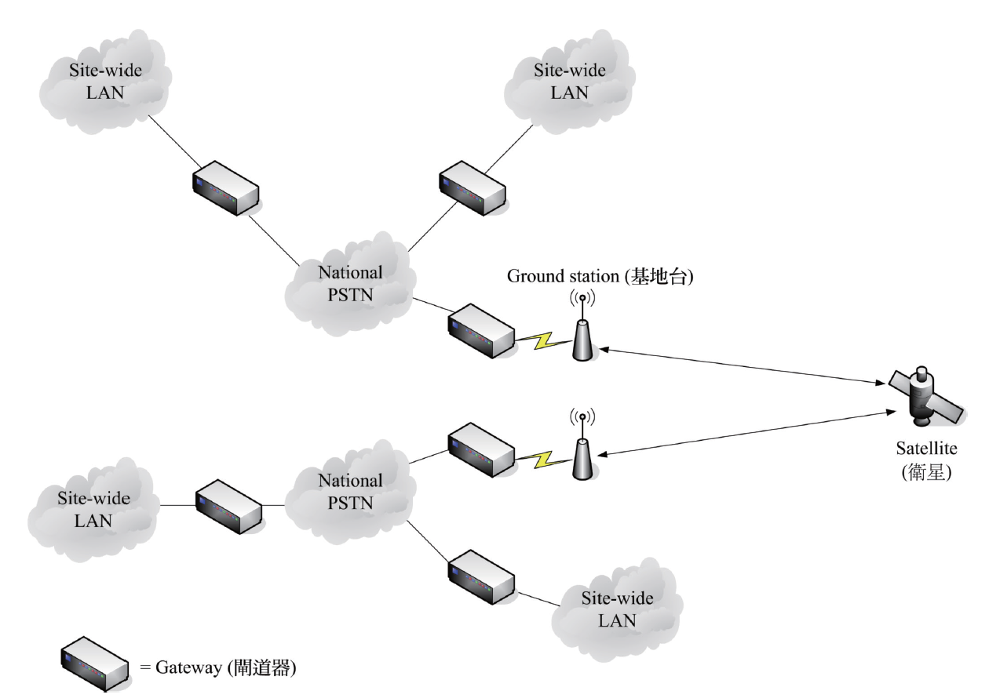 Site-wide
LAN
Site-wide
LAN
National
PSTN
Ground station (基地台)
Satellite
(衛星)
National
PSTN
Site-wide
LAN
Site-wide
LAN
= Gateway (閘道器)